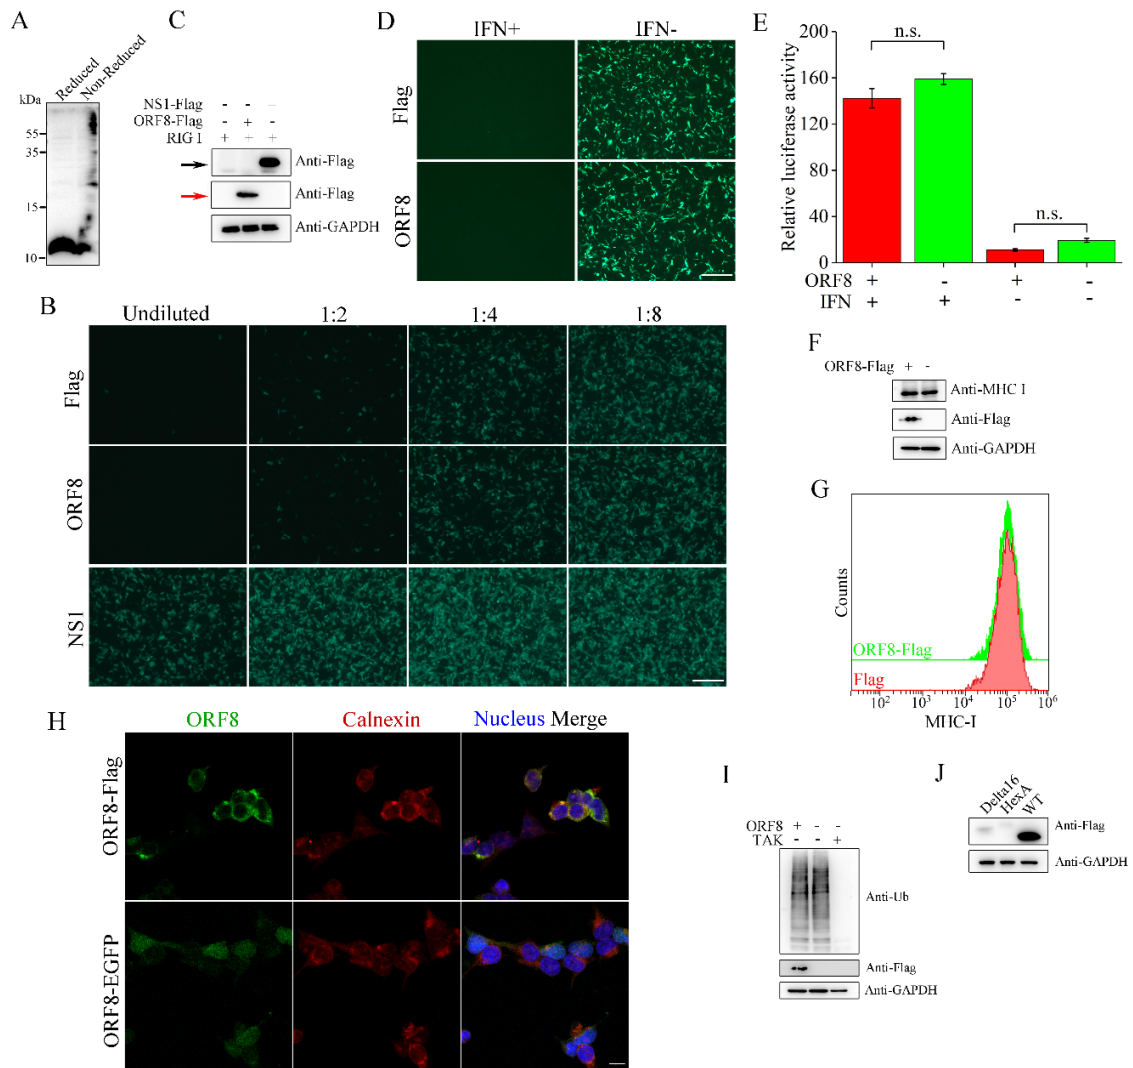 A
Reduced
Non-Reduced
kDa
55
35
15
10
C
NS1-Flag - - +
ORF8-Flag - + -
RIG I + + +
Anti-Flag
Anti-Flag
Anti-GAPDH
D
IFN+ IFN-
Flag
ORF8
E
Relative luciferase activity
200
160
120
80
40
0
n.s.
n.s.
ORF8 + - + -
IFN + + - -
B
Undiluted 1:2 1:4 1:8
Flag
ORF8
NS1
F
ORF8-Flag + -
Anti-MHC I
Anti-Flag
Anti-GAPDH
G
Counts
ORF8-Flag
Flag
10² 10³ 10⁴ 10⁵ 10⁶
MHC-I
H
ORF8 Calnexin Nucleus Merge
ORF8-Flag
ORF8-EGFP
I
ORF8 + - -
TAK - - +
Anti-Ub
Anti-Flag
Anti-GAPDH
J
Delta16
HexA
WT
Anti-Flag
Anti-GAPDH